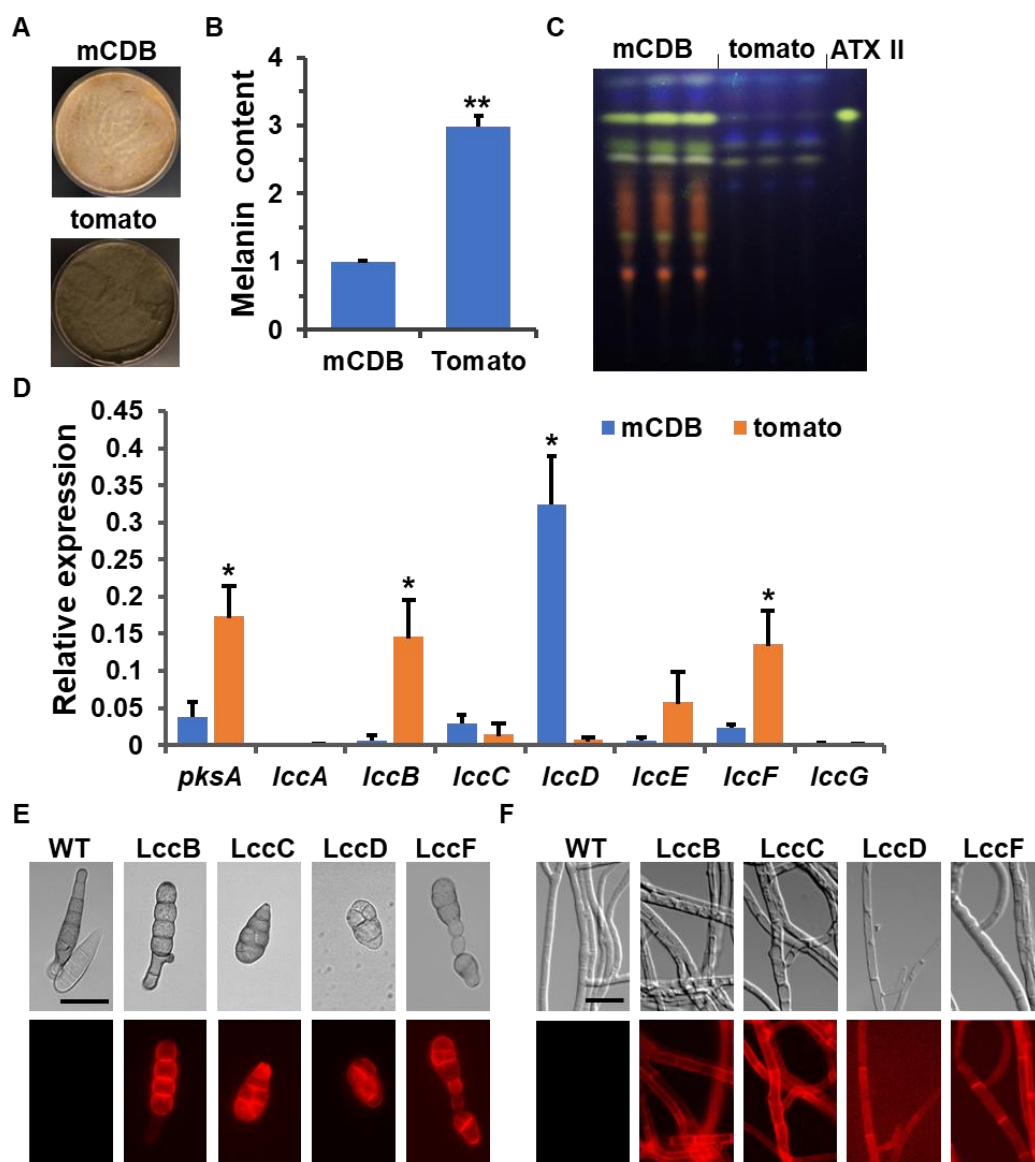 A
mCDB
tomato
B
Melanin content
4
3
2
1
0
**
mCDB Tomato
C
mCDB tomato ATX II
D
Relative expression
0.45
0.4
0.35
0.3
0.25
0.2
0.15
0.1
0.05
0
mCDB tomato
* * * *
pksA lccA lccB lccC lccD lccE lccF lccG
E
WT LccB LccC LccD LccF
F
WT LccB LccC LccD LccF